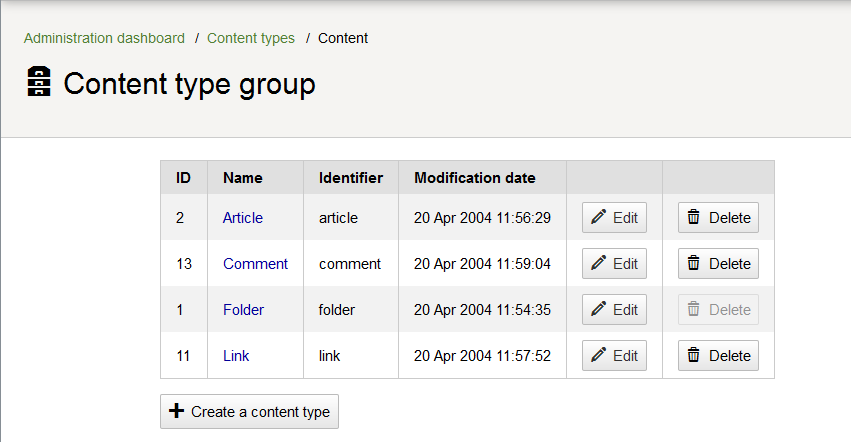 Administration dashboard / Content types / Content
Content type group
ID Name Identifier Modification date
2 Article article 20 Apr 2004 11:56:29 Edit Delete
13 Comment comment 20 Apr 2004 11:59:04 Edit Delete
1 Folder folder 20 Apr 2004 11:54:35 Edit Delete
11 Link link 20 Apr 2004 11:57:52 Edit Delete
Create a content type